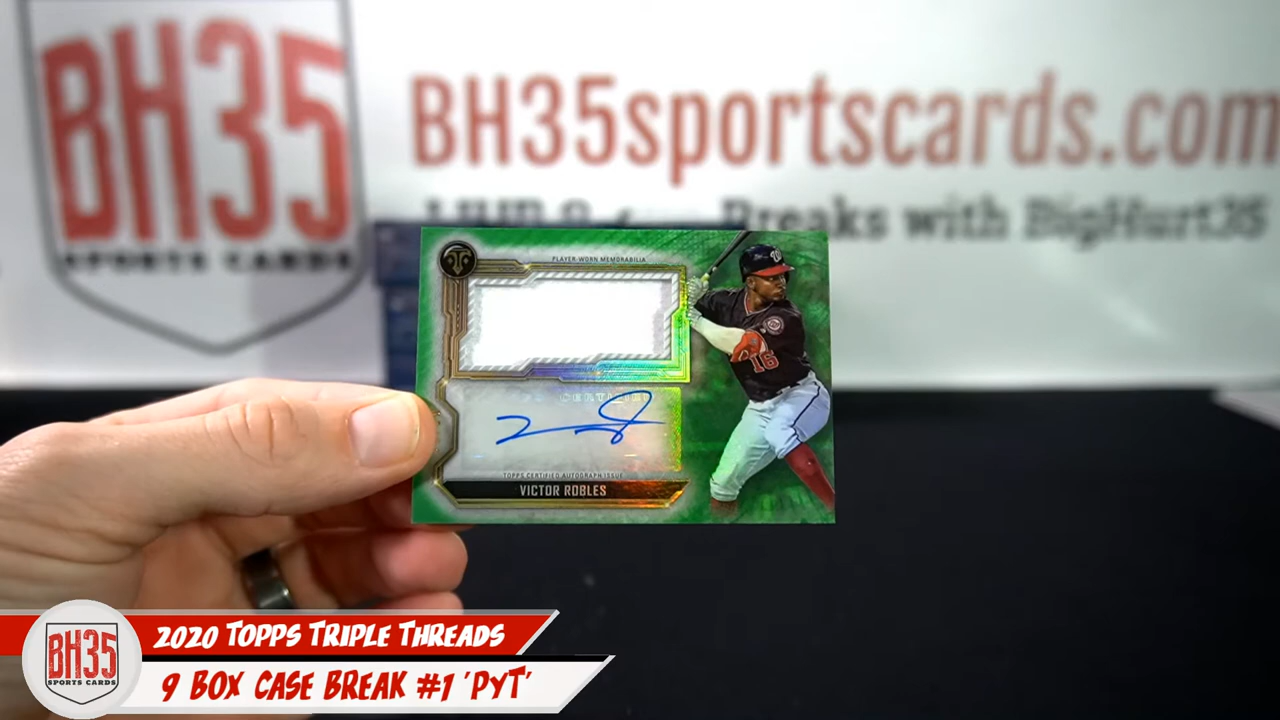 BH35
SPORTS CARDS
BH35sportscards.com
Breaks with BigHurt35
PLAYER-WORN MEMORABILIA
W
16
CERTIFIED
TOPPS CERTIFIED AUTOGRAPH ISSUE
VICTOR ROBLES
BH35
SPORTS CARDS
2020 TOPPS TRIPLE THREADS
9 BOX CASE BREAK #1 'PYT'